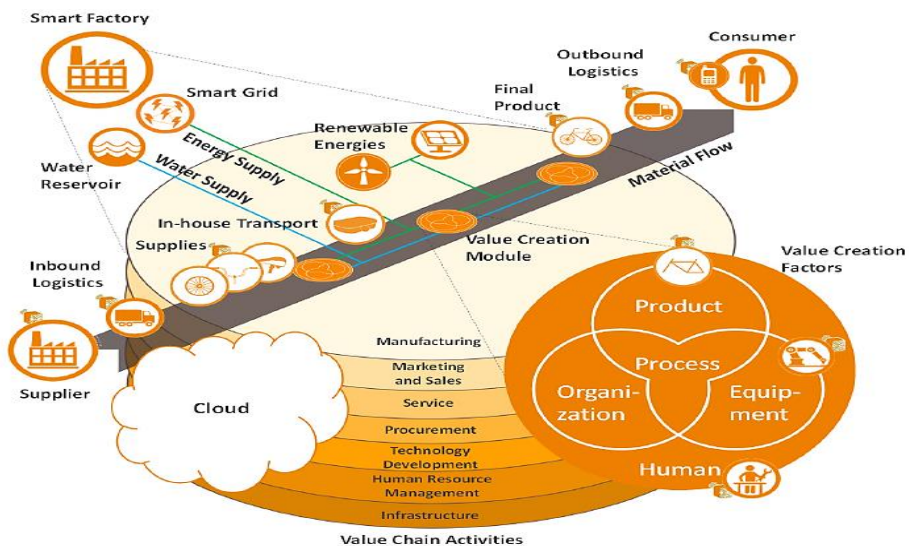 Smart Factory
Consumer
Outbound
Logistics
Smart Grid
Final
Product
Renewable
Energies
Water
Reservoir
Energy Supply
Water Supply
Material Flow
In-house Transport
Supplies
Value Creation
Module
Value Creation
Factors
Inbound
Logistics
Product
Process
Organi-
zation
Equip-
ment
Human
Supplier
Cloud
Manufacturing
Marketing
and Sales
Service
Procurement
Technology
Development
Human Resource
Management
Infrastructure
Value Chain Activities